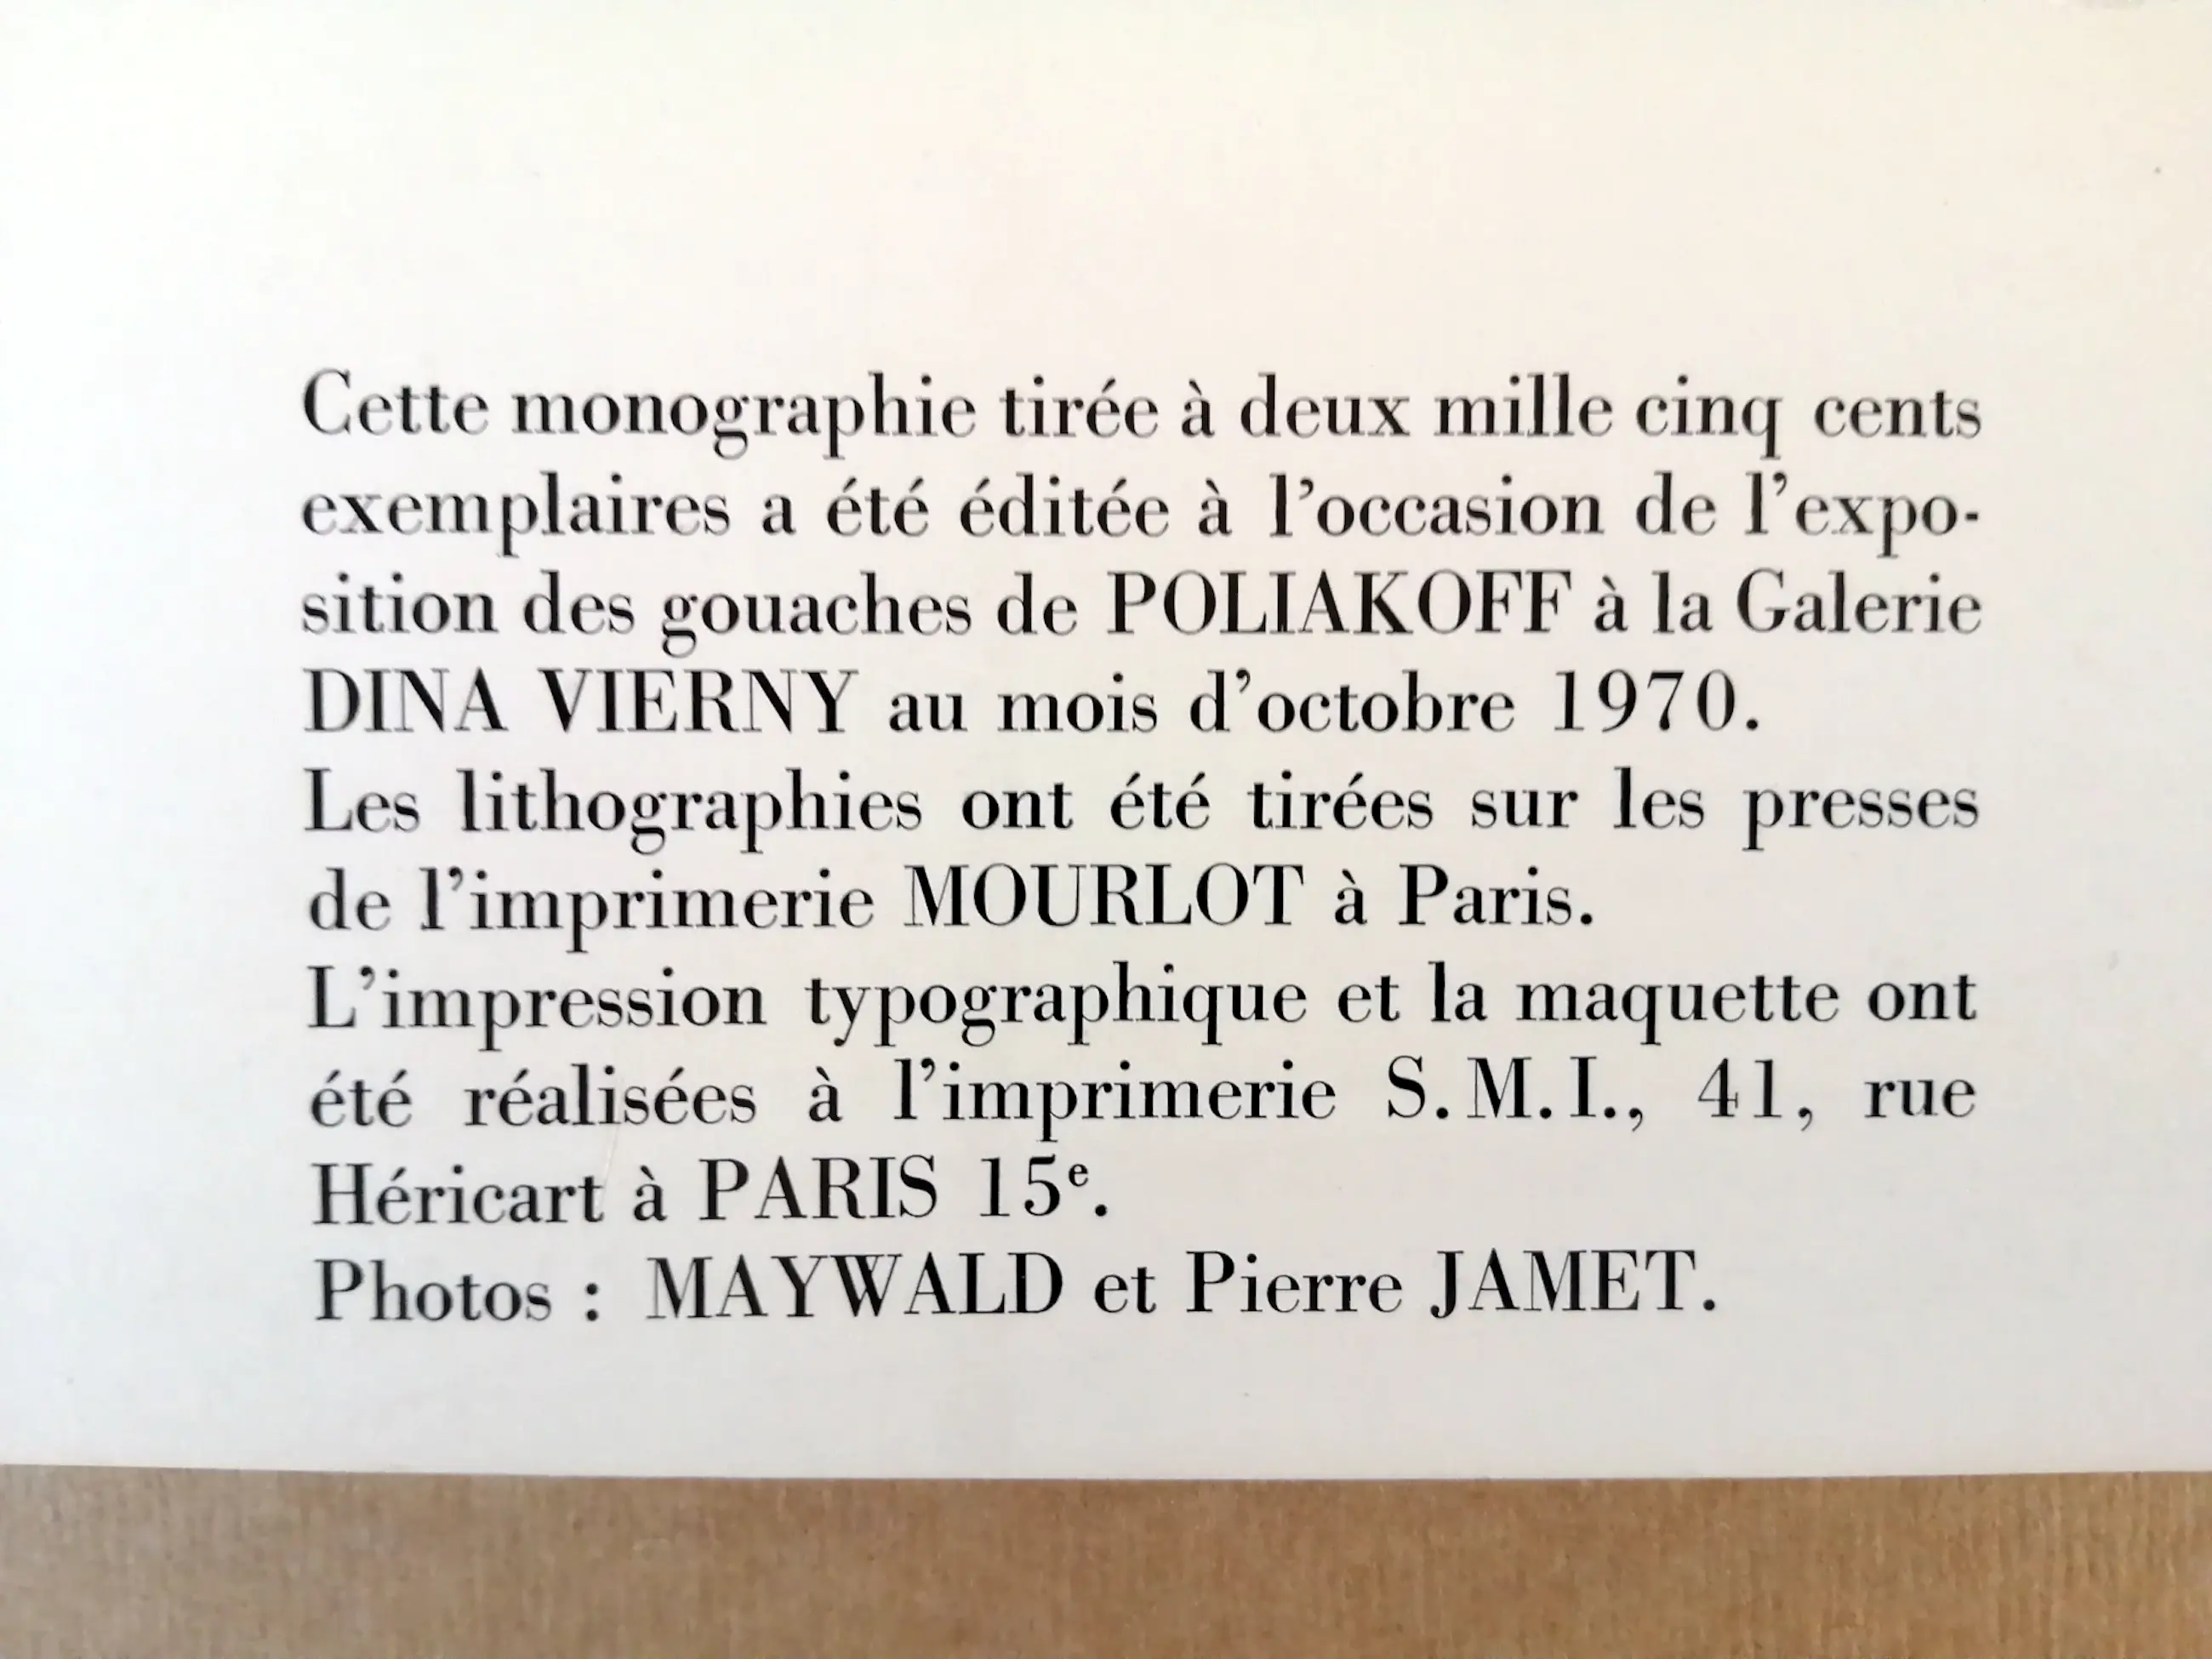 Cette monographie tirée à deux mille cinq cents
exemplaires a été éditée à l’occasion de l’expo-
sition des gouaches de POLIAKOFF à la Galerie
DINA VIERNY au mois d’octobre 1970.
Les lithographies ont été tirées sur les presses
de l’imprimerie MOURLOT à Paris.
L’impression typographique et la maquette ont
été réalisées à l’imprimerie S.M.I., 41, rue
Héricart à PARIS 15ᵉ.
Photos : MAYWALD et Pierre JAMET.